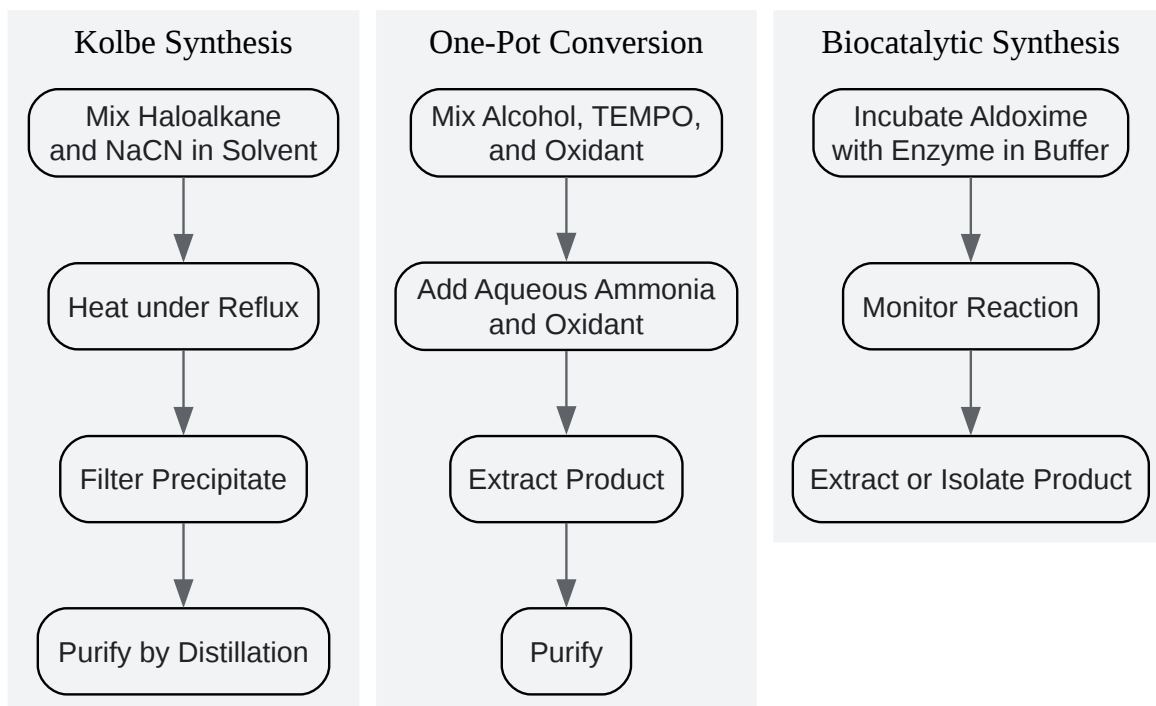 Kolbe Synthesis
Mix Haloalkane
and NaCN in Solvent
Heat under Reflux
Filter Precipitate
Purify by Distillation
One-Pot Conversion
Mix Alcohol, TEMPO,
and Oxidant
Add Aqueous Ammonia
and Oxidant
Extract Product
Purify
Biocatalytic Synthesis
Incubate Aldoxime
with Enzyme in Buffer
Monitor Reaction
Extract or Isolate Product